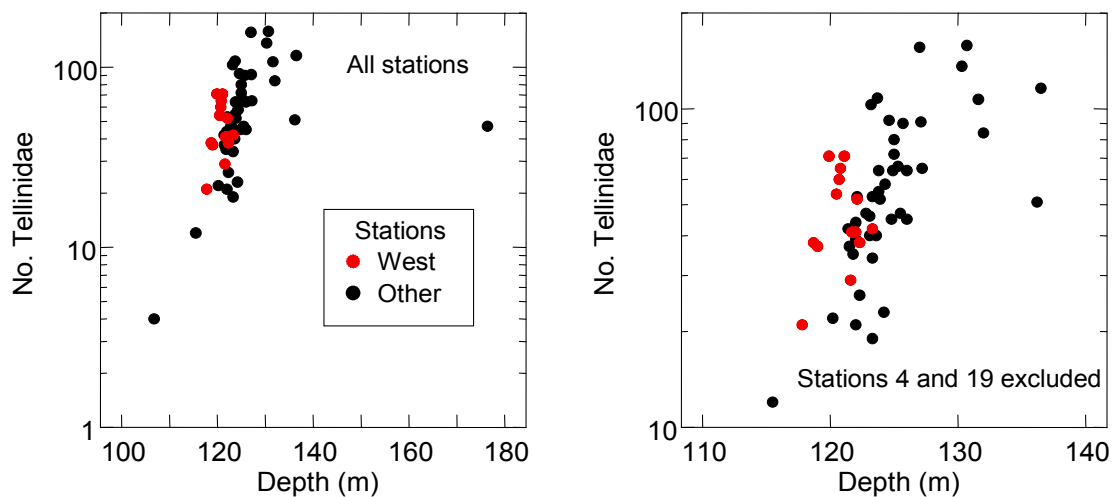 No. Tellinidae
100
10
1
All stations
Stations
West
Other
100 120 140 160 180
Depth (m)
No. Tellinidae
100
10
Stations 4 and 19 excluded
110 120 130 140
Depth (m)